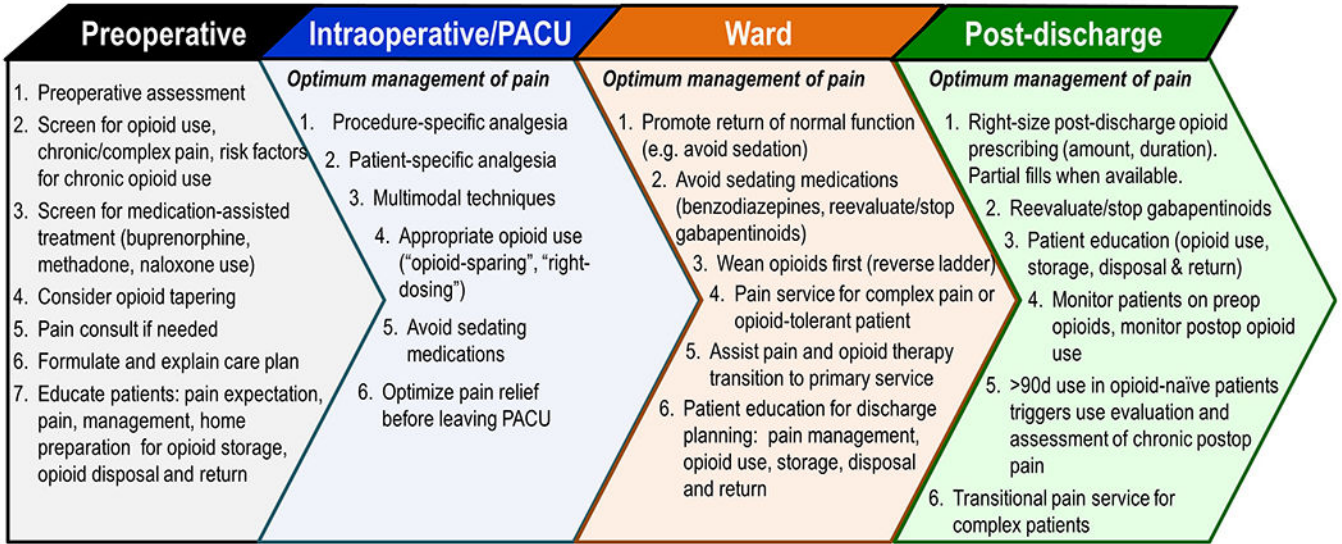 Preoperative
1. Preoperative assessment
2. Screen for opioid use,
chronic/complex pain, risk factors
for chronic opioid use
3. Screen for medication-assisted
treatment (buprenorphine,
methadone, naloxone use)
4. Consider opioid tapering
5. Pain consult if needed
6. Formulate and explain care plan
7. Educate patients: pain expectation,
pain, management, home
preparation for opioid storage,
opioid disposal and return
Intraoperative/PACU
Optimum management of pain
1. Procedure-specific analgesia
2. Patient-specific analgesia
3. Multimodal techniques
4. Appropriate opioid use
(“opioid-sparing”, “right-
dosing”)
5. Avoid sedating
medications
6. Optimize pain relief
before leaving PACU
Ward
Optimum management of pain
1. Promote return of normal function
(e.g. avoid sedation)
2. Avoid sedating medications
(benzodiazepines, reevaluate/stop
gabapentinoids)
3. Wean opioids first (reverse ladder)
4. Pain service for complex pain or
opioid-tolerant patient
5. Assist pain and opioid therapy
transition to primary service
6. Patient education for discharge
planning: pain management,
opioid use, storage, disposal
and return
Post-discharge
Optimum management of pain
1. Right-size post-discharge opioid
prescribing (amount, duration).
Partial fills when available.
2. Reevaluate/stop gabapentinoids
3. Patient education (opioid use,
storage, disposal & return)
4. Monitor patients on preop
opioids, monitor postop opioid
use
5. >90d use in opioid-naïve patients
triggers use evaluation and
assessment of chronic postop
pain
6. Transitional pain service for
complex patients